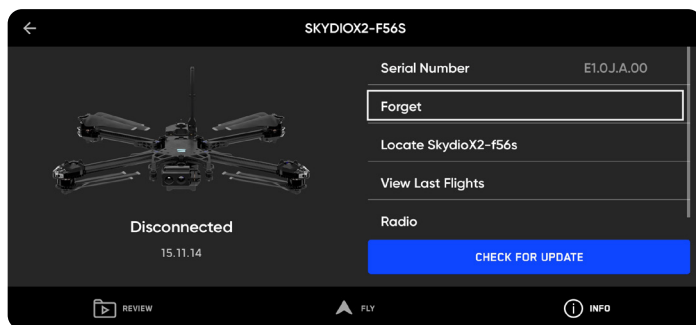 SKYDIOX2-F56S
Serial Number E1.0J.A.00
Forget
Locate SkydioX2-f56s
View Last Flights
Radio
Disconnected
15.11.14
CHECK FOR UPDATE
REVIEW FLY INFO